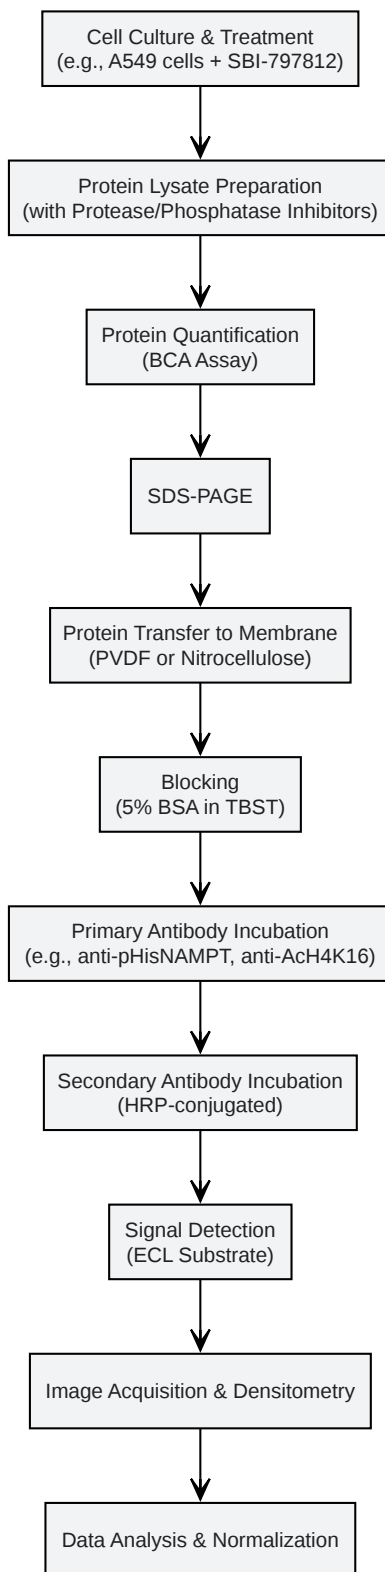 Cell Culture & Treatment
(e.g., A549 cells + SBI-797812)
Protein Lysate Preparation
(with Protease/Phosphatase Inhibitors)
Protein Quantification
(BCA Assay)
SDS-PAGE
Protein Transfer to Membrane
(PVDF or Nitrocellulose)
Blocking
(5% BSA in TBST)
Primary Antibody Incubation
(e.g., anti-pHisNAMPT, anti-AcH4K16)
Secondary Antibody Incubation
(HRP-conjugated)
Signal Detection
(ECL Substrate)
Image Acquisition & Densitometry
Data Analysis & Normalization